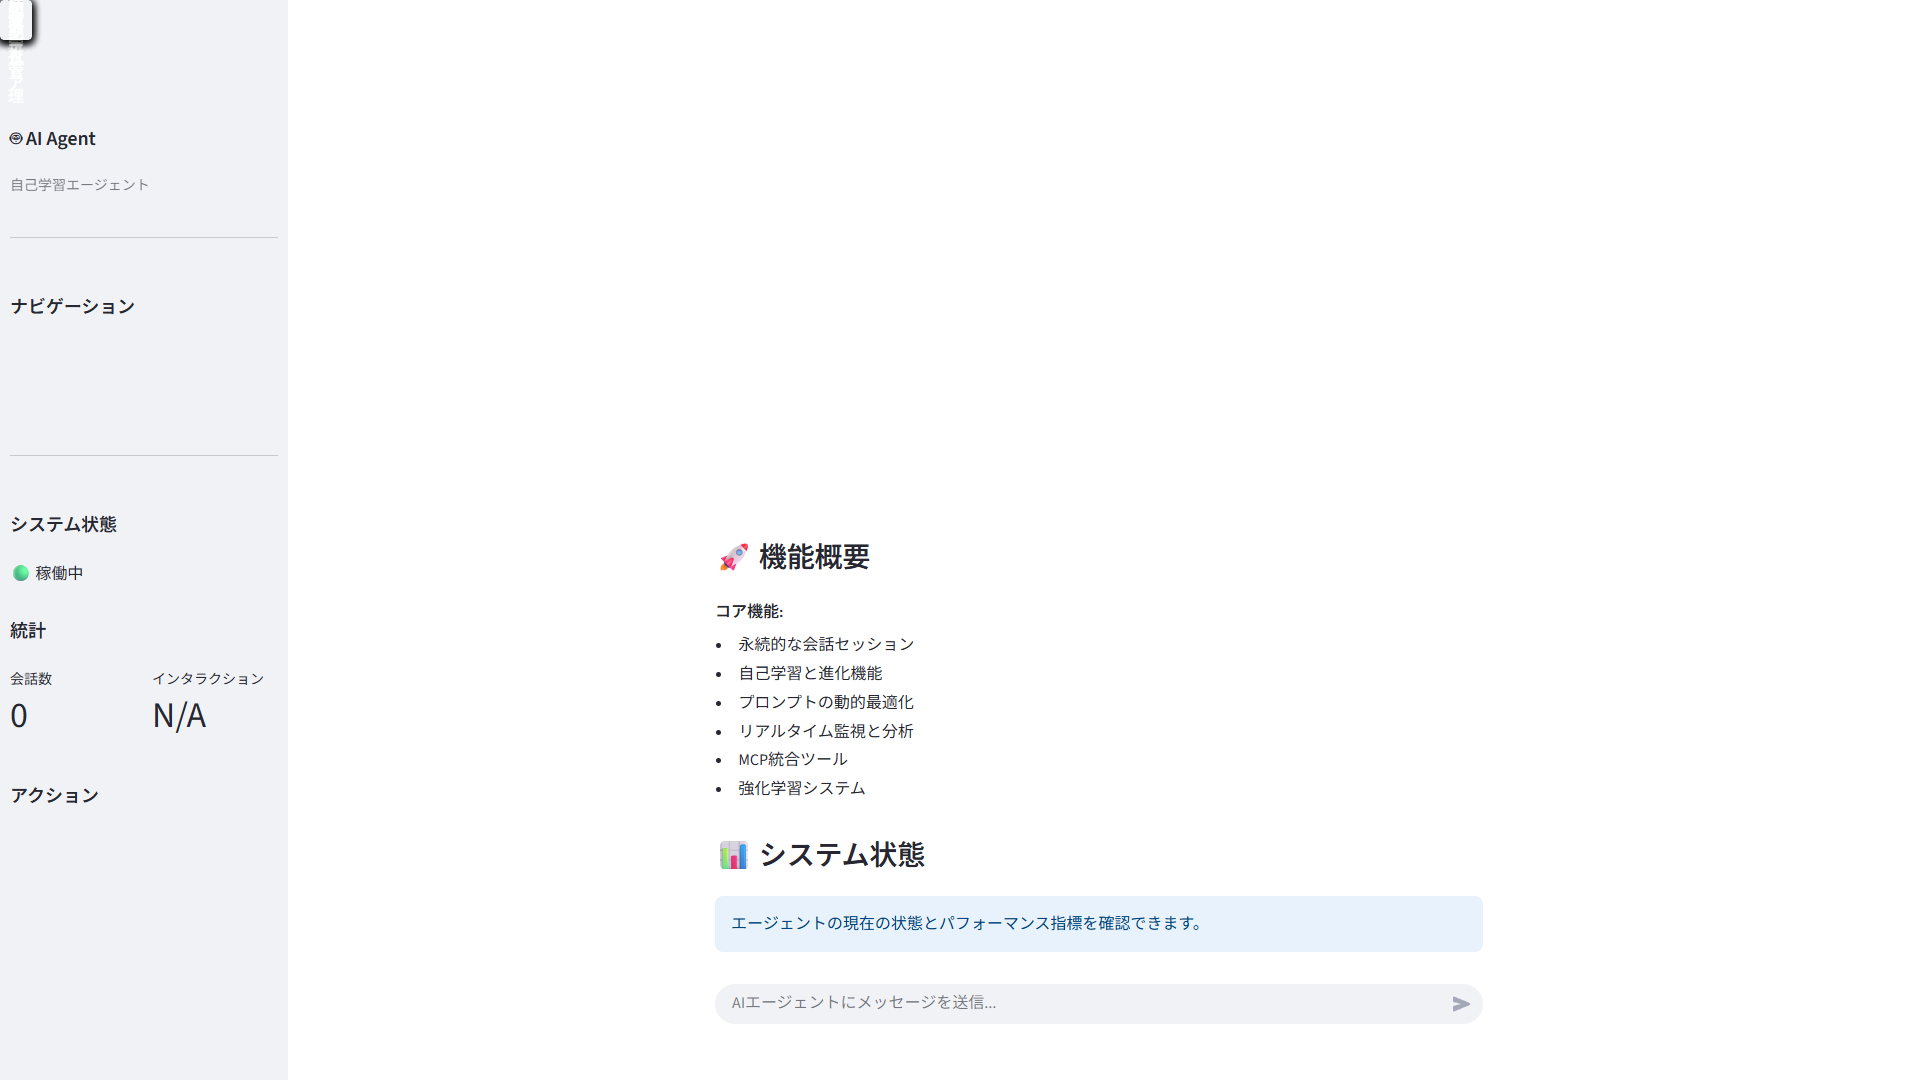 AI Agent
自己学習エージェント
ナビゲーション
システム状態
稼働中
統計
会話数
インタラクション
0
N/A
アクション
機能概要
コア機能:
永続的な会話セッション
自己学習と進化機能
プロンプトの動的最適化
リアルタイム監視と分析
MCP統合ツール
強化学習システム
システム状態
エージェントの現在の状態とパフォーマンス指標を確認できます。
AIエージェントにメッセージを送信...